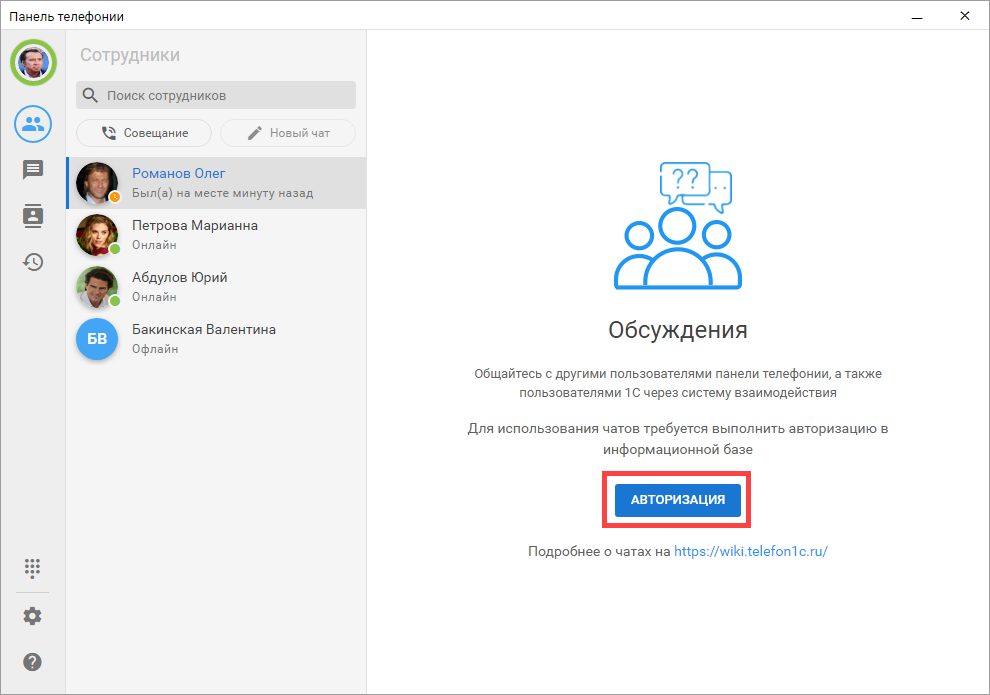 Панель телефонии
Сотрудники
Поиск сотрудников
Совещание
Новый чат
Романов Олег
Был(а) на месте минуту назад
Петрова Марианна
Онлайн
Абдулов Юрий
Онлайн
БВ
Бакинская Валентина
Офлайн
??
Обсуждения
Общайтесь с другими пользователями панели телефонии, а также
пользователями 1С через систему взаимодействия
Для использования чатов требуется выполнить авторизацию в
информационной базе
АВТОРИЗАЦИЯ
Подробнее о чатах на https://wiki.telefon1c.ru/